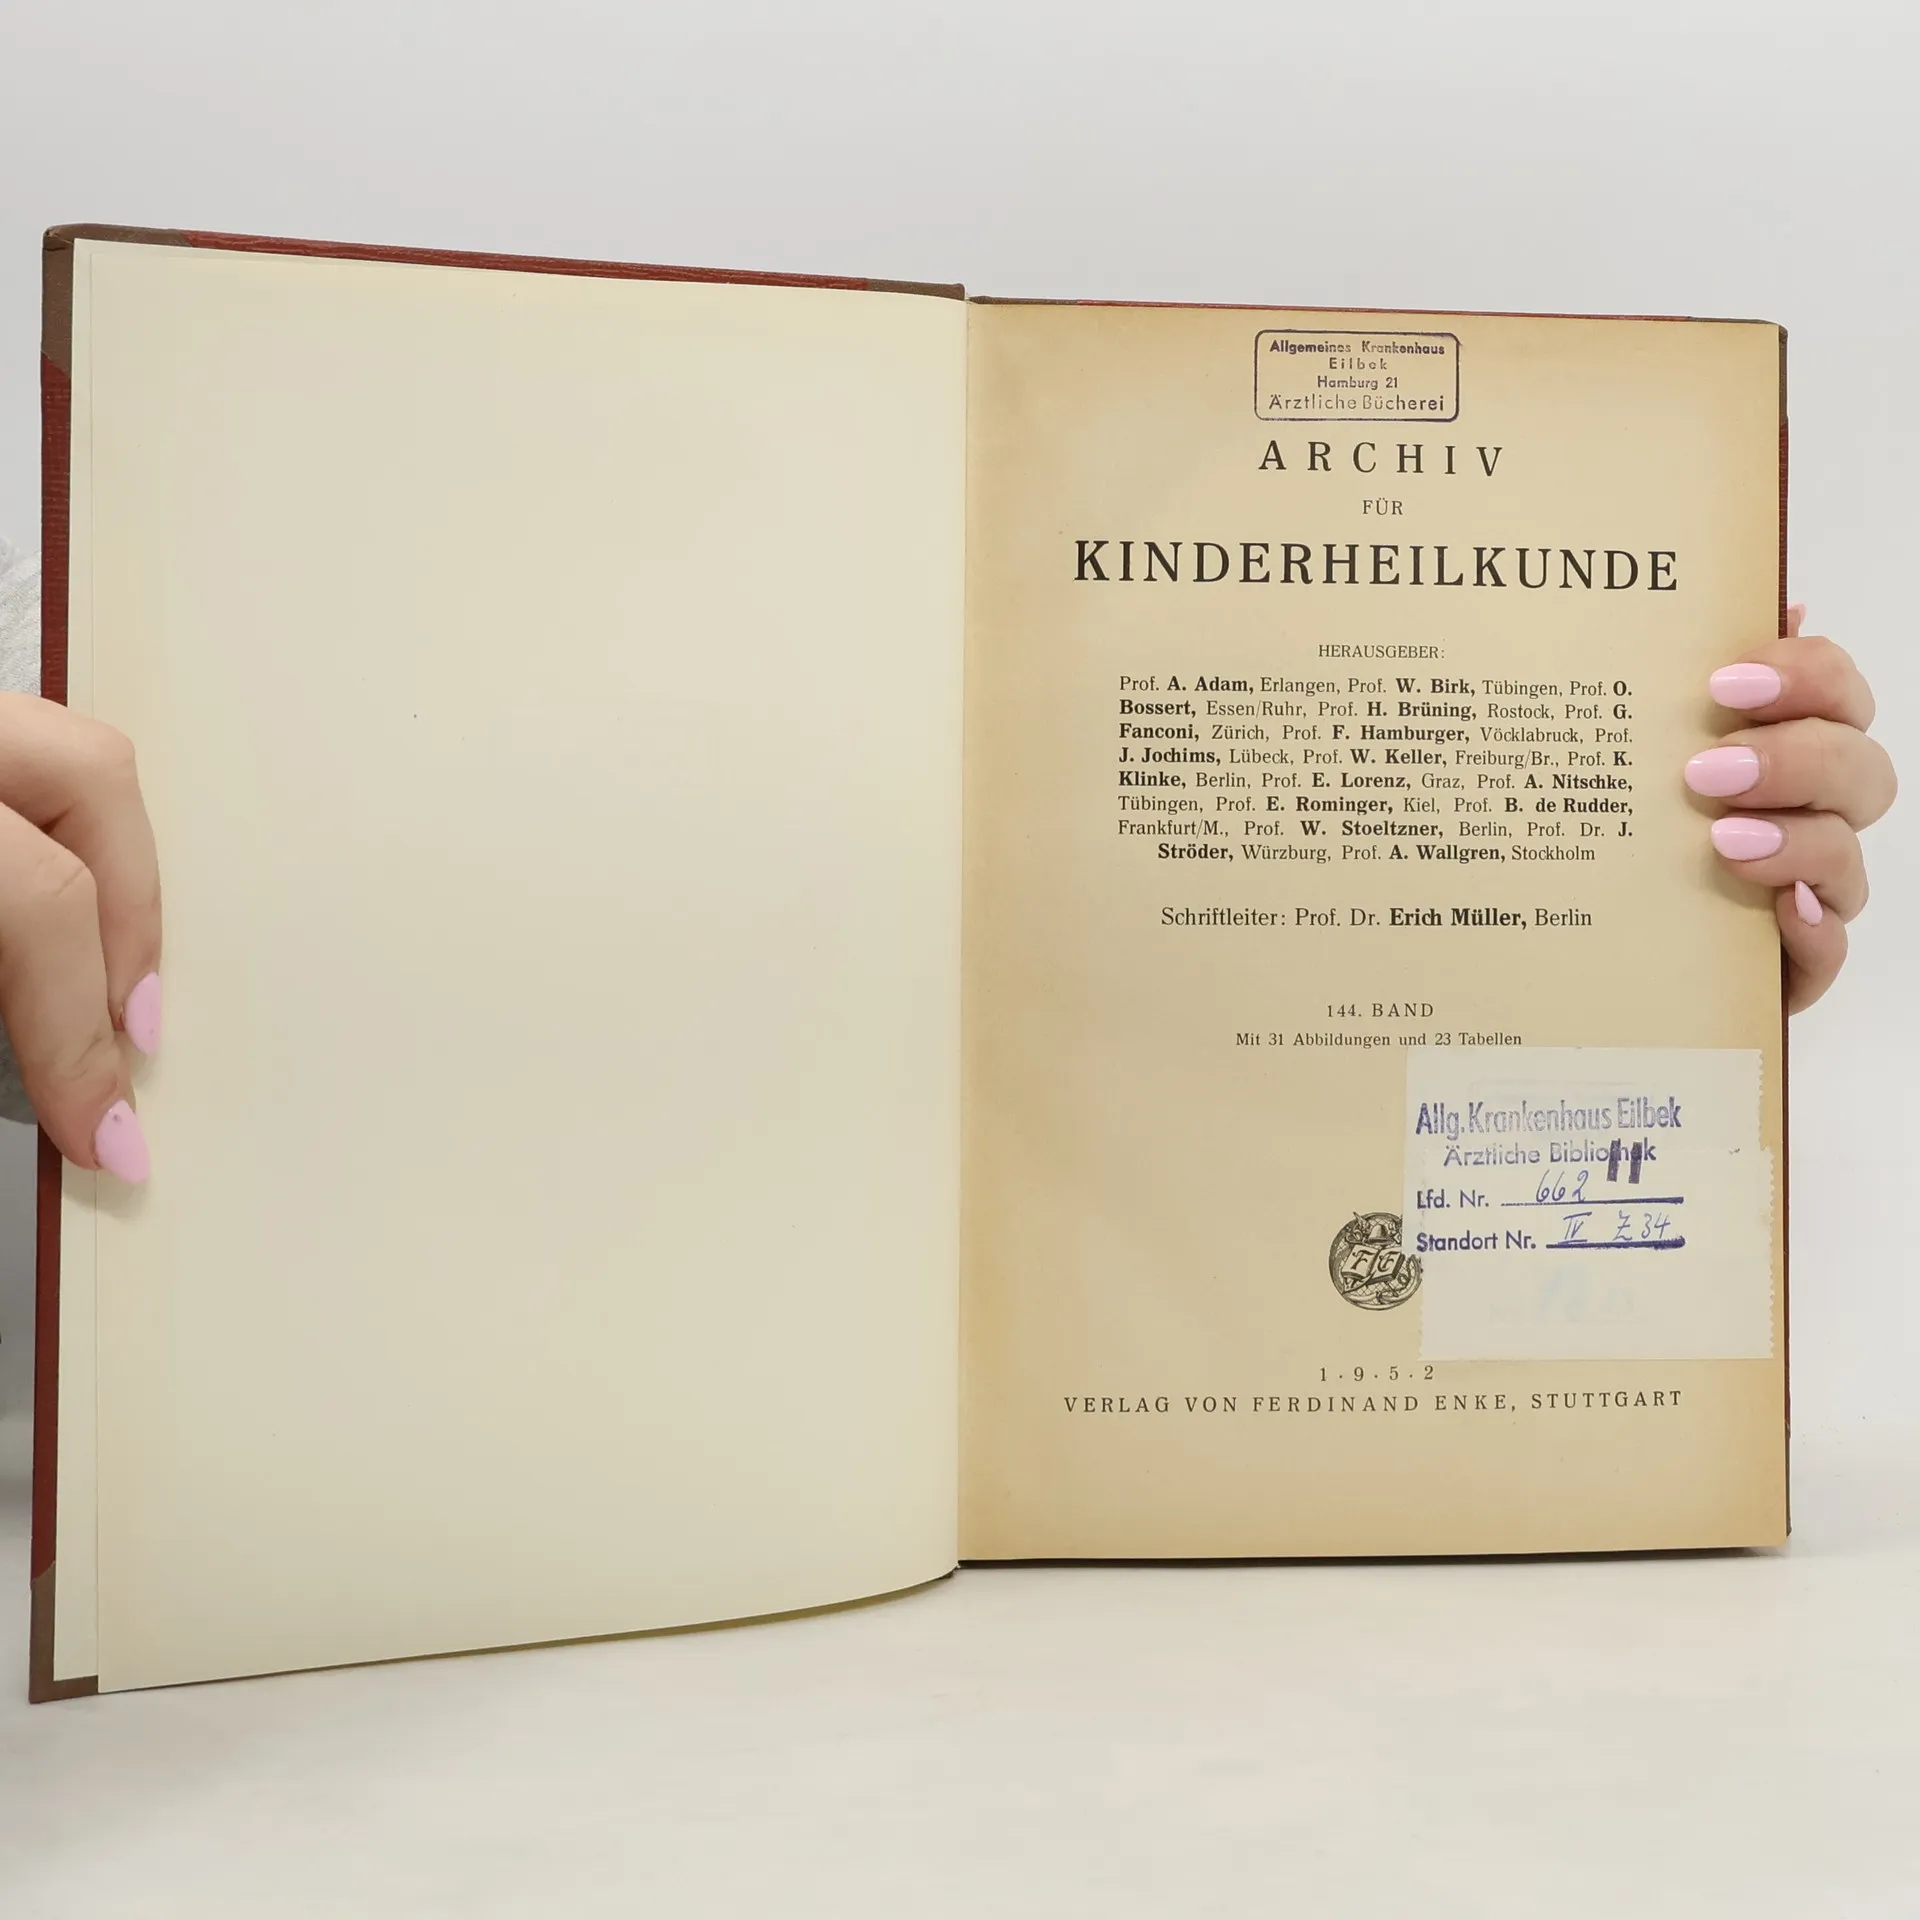 Allgemeines Krankenhaus
Eilbek
Hamburg 21
Ärztliche Bücherei
ARCHIV
FÜR
KINDERHEILKUNDE
HERAUSGEBER:
Prof. A. Adam, Erlangen, Prof. W. Birk, Tübingen, Prof. O.
Bossert, Essen/Ruhr, Prof. H. Brüning, Rostock, Prof. G.
Fanconi, Zürich, Prof. F. Hamburger, Vöcklabruck, Prof.
J. Jochims, Lübeck, Prof. W. Keller, Freiburg/Br., Prof. K.
Klinke, Berlin, Prof. E. Lorenz, Graz, Prof. A. Nitschke,
Tübingen, Prof. E. Rominger, Kiel, Prof. B. de Rudder,
Frankfurt/M., Prof. W. Stoeltzner, Berlin, Prof. Dr. J.
Ströder, Würzburg, Prof. A. Wallgren, Stockholm
Schriftleiter: Prof. Dr. Erich Müller, Berlin
144. BAND
Mit 31 Abbildungen und 23 Tabellen
Allg. Krankenhaus Eilbek
Ärztliche Bibliothek
Lfd. Nr. 662
Standort Nr. IV Z 34
F E
1 · 9 · 5 · 2
VERLAG VON FERDINAND ENKE, STUTTGART